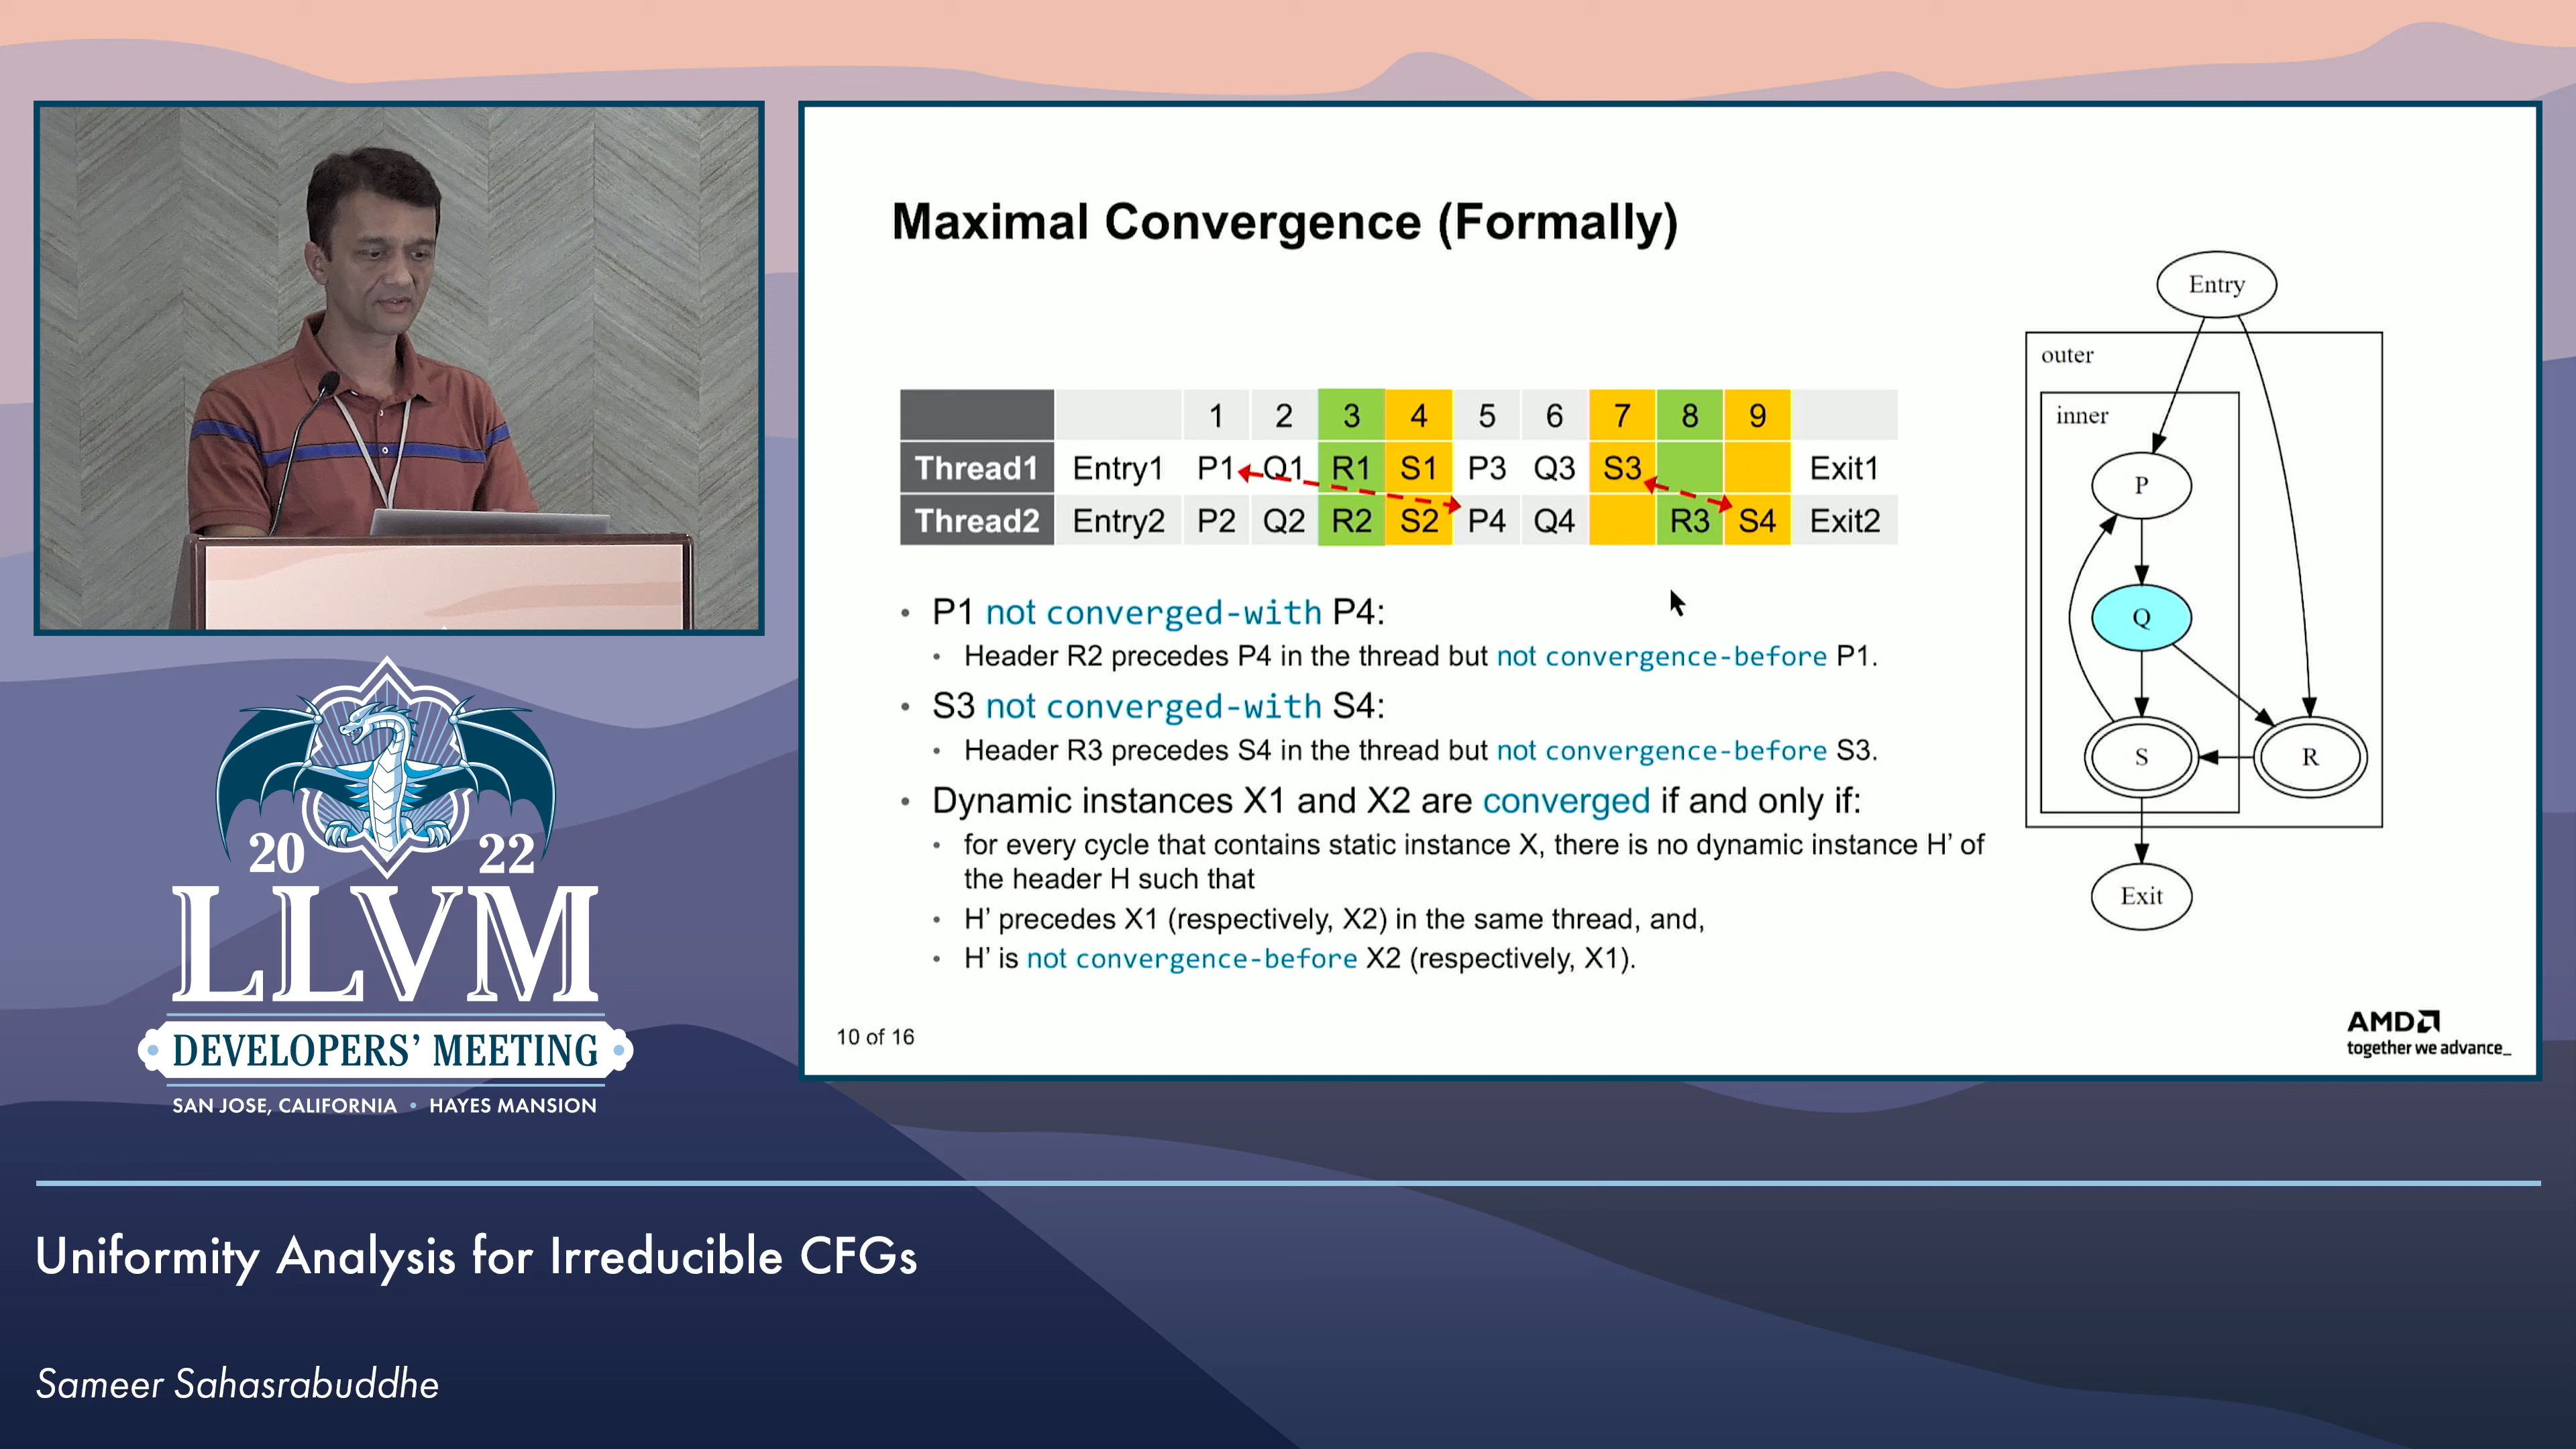 Maximal Convergence (Formally)
1 2 3 4 5 6 7 8 9
Thread1 Entry1 P1 Q1 R1 S1 P3 Q3 S3 Exit1
Thread2 Entry2 P2 Q2 R2 S2 P4 Q4 R3 S4 Exit2
• P1 not converged-with P4:
• Header R2 precedes P4 in the thread but not convergence-before P1.
• S3 not converged-with S4:
• Header R3 precedes S4 in the thread but not convergence-before S3.
• Dynamic instances X1 and X2 are converged if and only if:
• for every cycle that contains static instance X, there is no dynamic instance H’ of
the header H such that
• H’ precedes X1 (respectively, X2) in the same thread, and,
• H’ is not convergence-before X2 (respectively, X1).
Entry
outer
inner
P
Q
S
R
Exit
10 of 16
AMD
together we advance_
20 22
LLVM
DEVELOPERS’ MEETING
SAN JOSE, CALIFORNIA • HAYES MANSION
Uniformity Analysis for Irreducible CFGs
Sameer Sahasrabuddhe